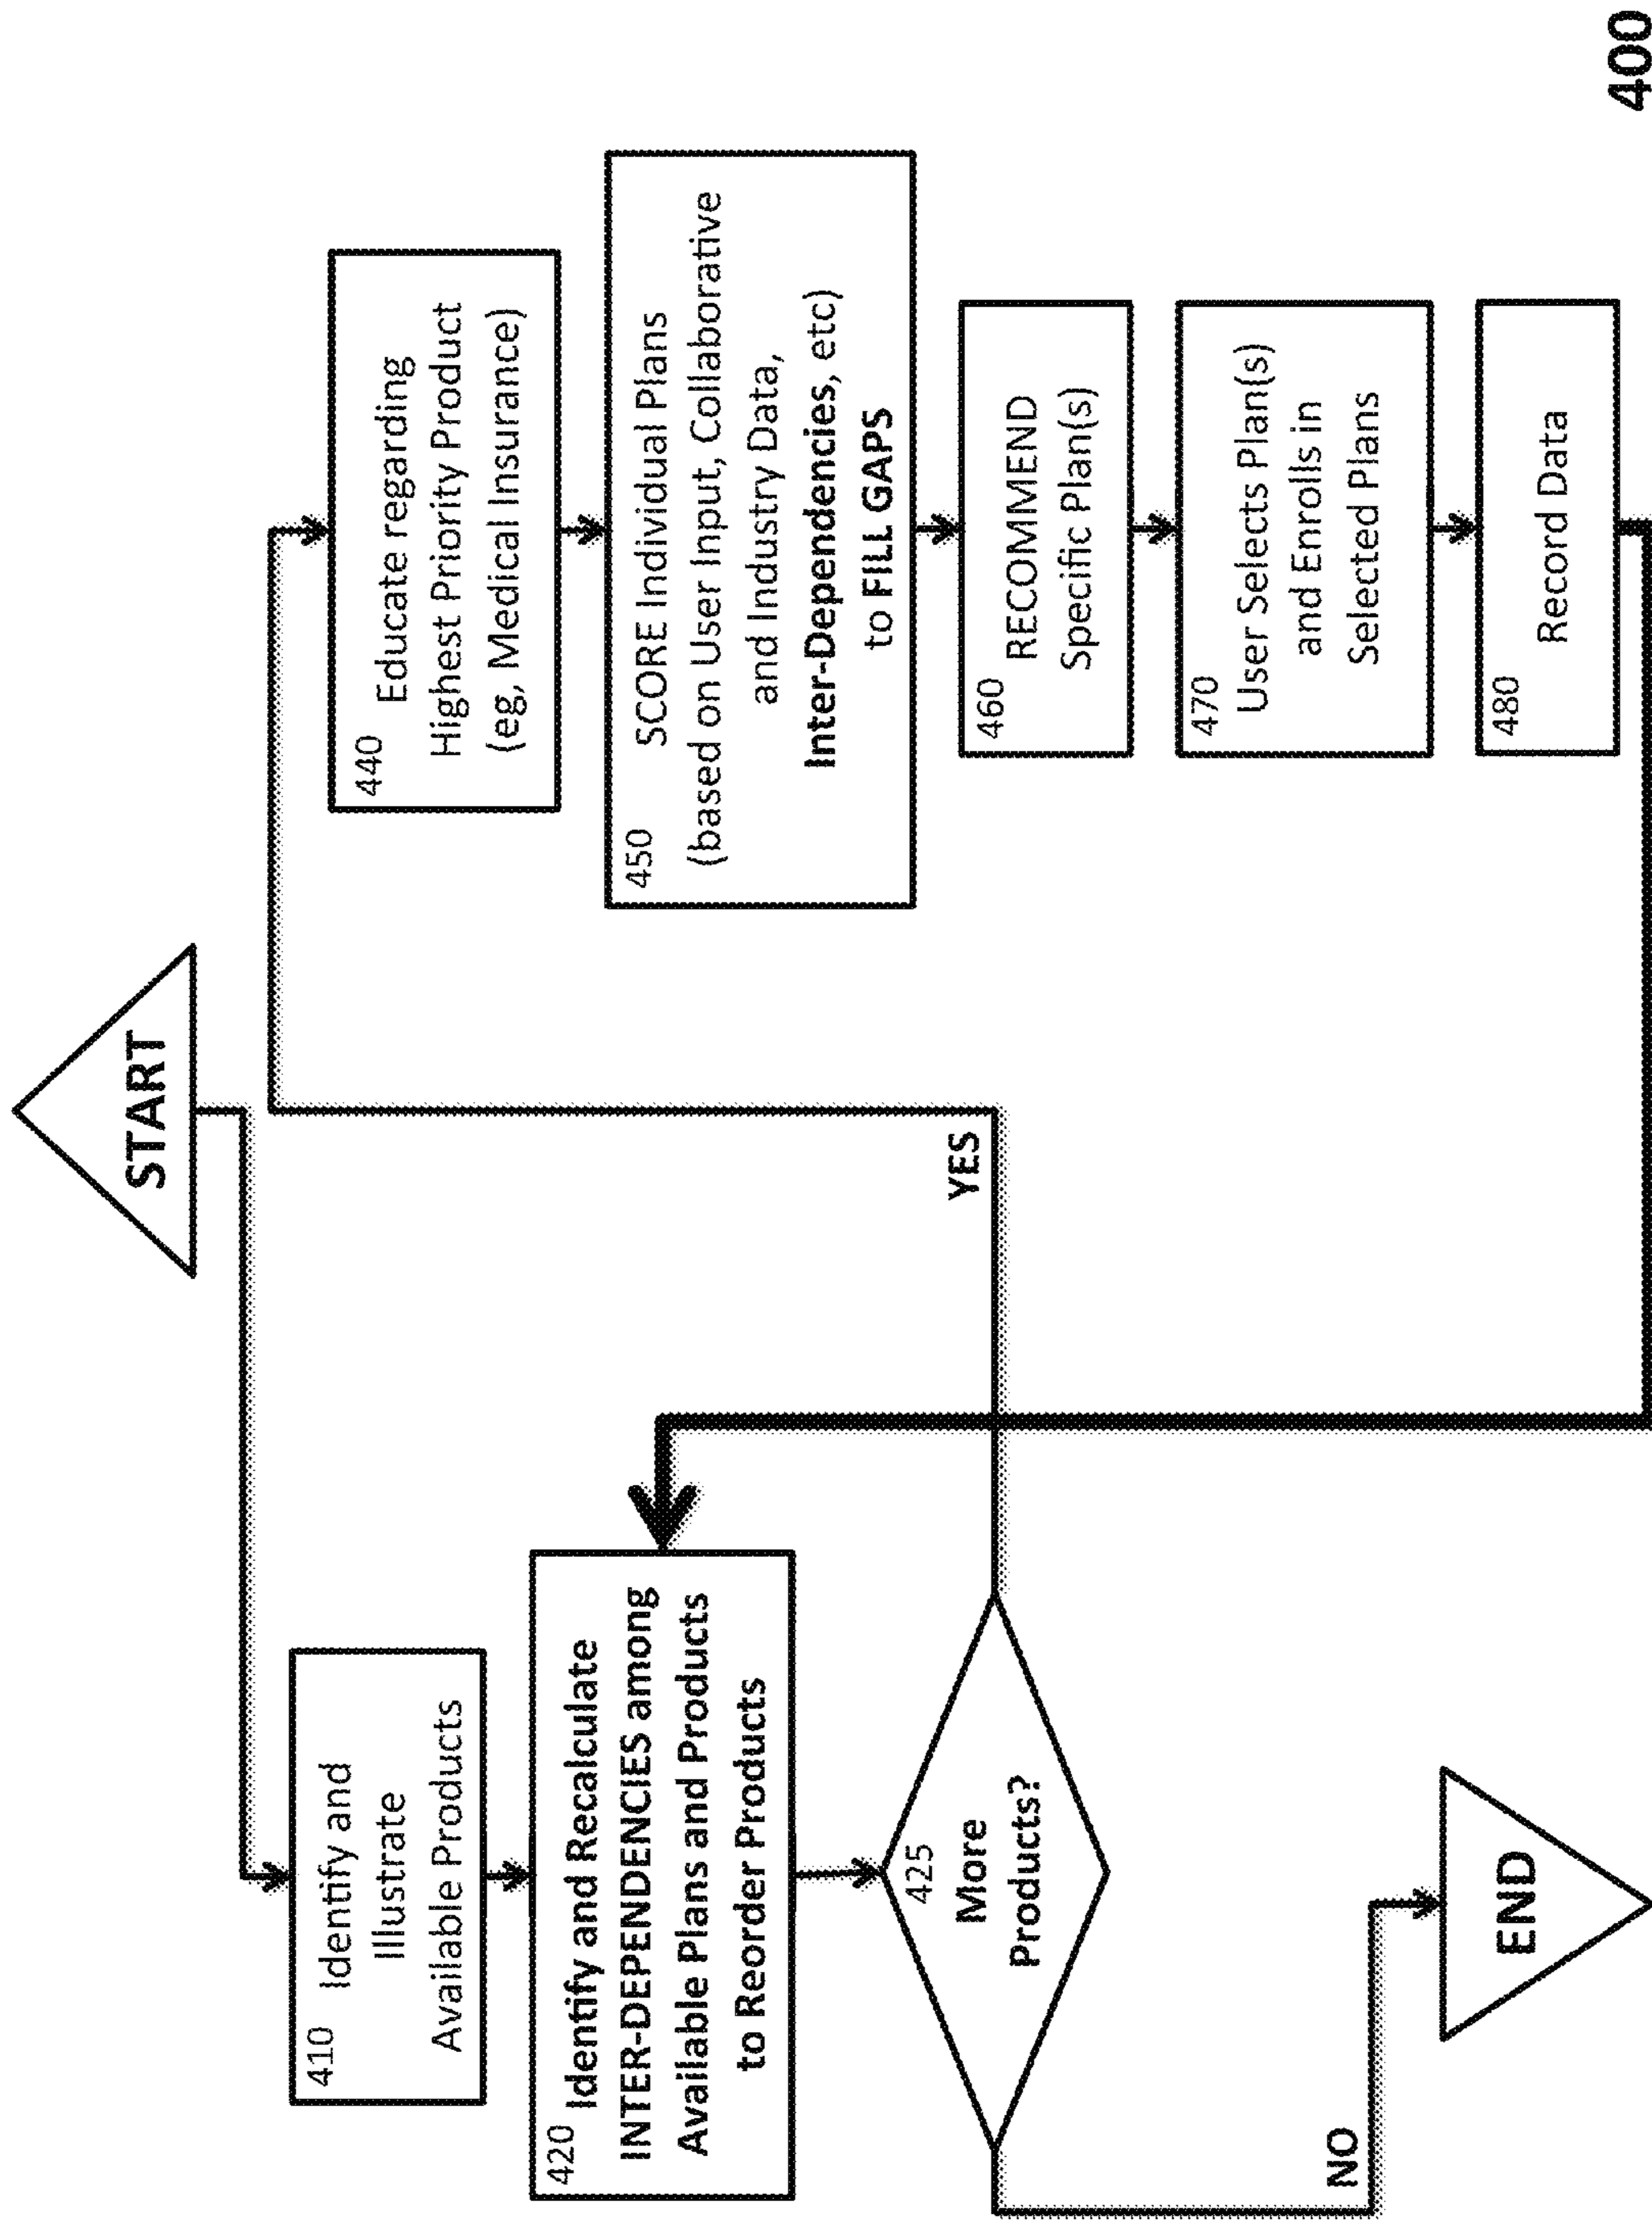 START
410
Identify and
Illustrate
Available Products
420
Identify and Recalculate
INTER-DEPENDENCIES among
Available Plans and Products
to Reorder Products
425
More
Products?
YES
NO
END
440
Educate regarding
Highest Priority Product
(eg, Medical Insurance)
450
SCORE Individual Plans
(based on User Input, Collaborative
and Industry Data,
Inter-Dependencies, etc)
to FILL GAPS
460
RECOMMEND
Specific Plan(s)
470
User Selects Plan(s)
and Enrolls in
Selected Plans
480
Record Data
400